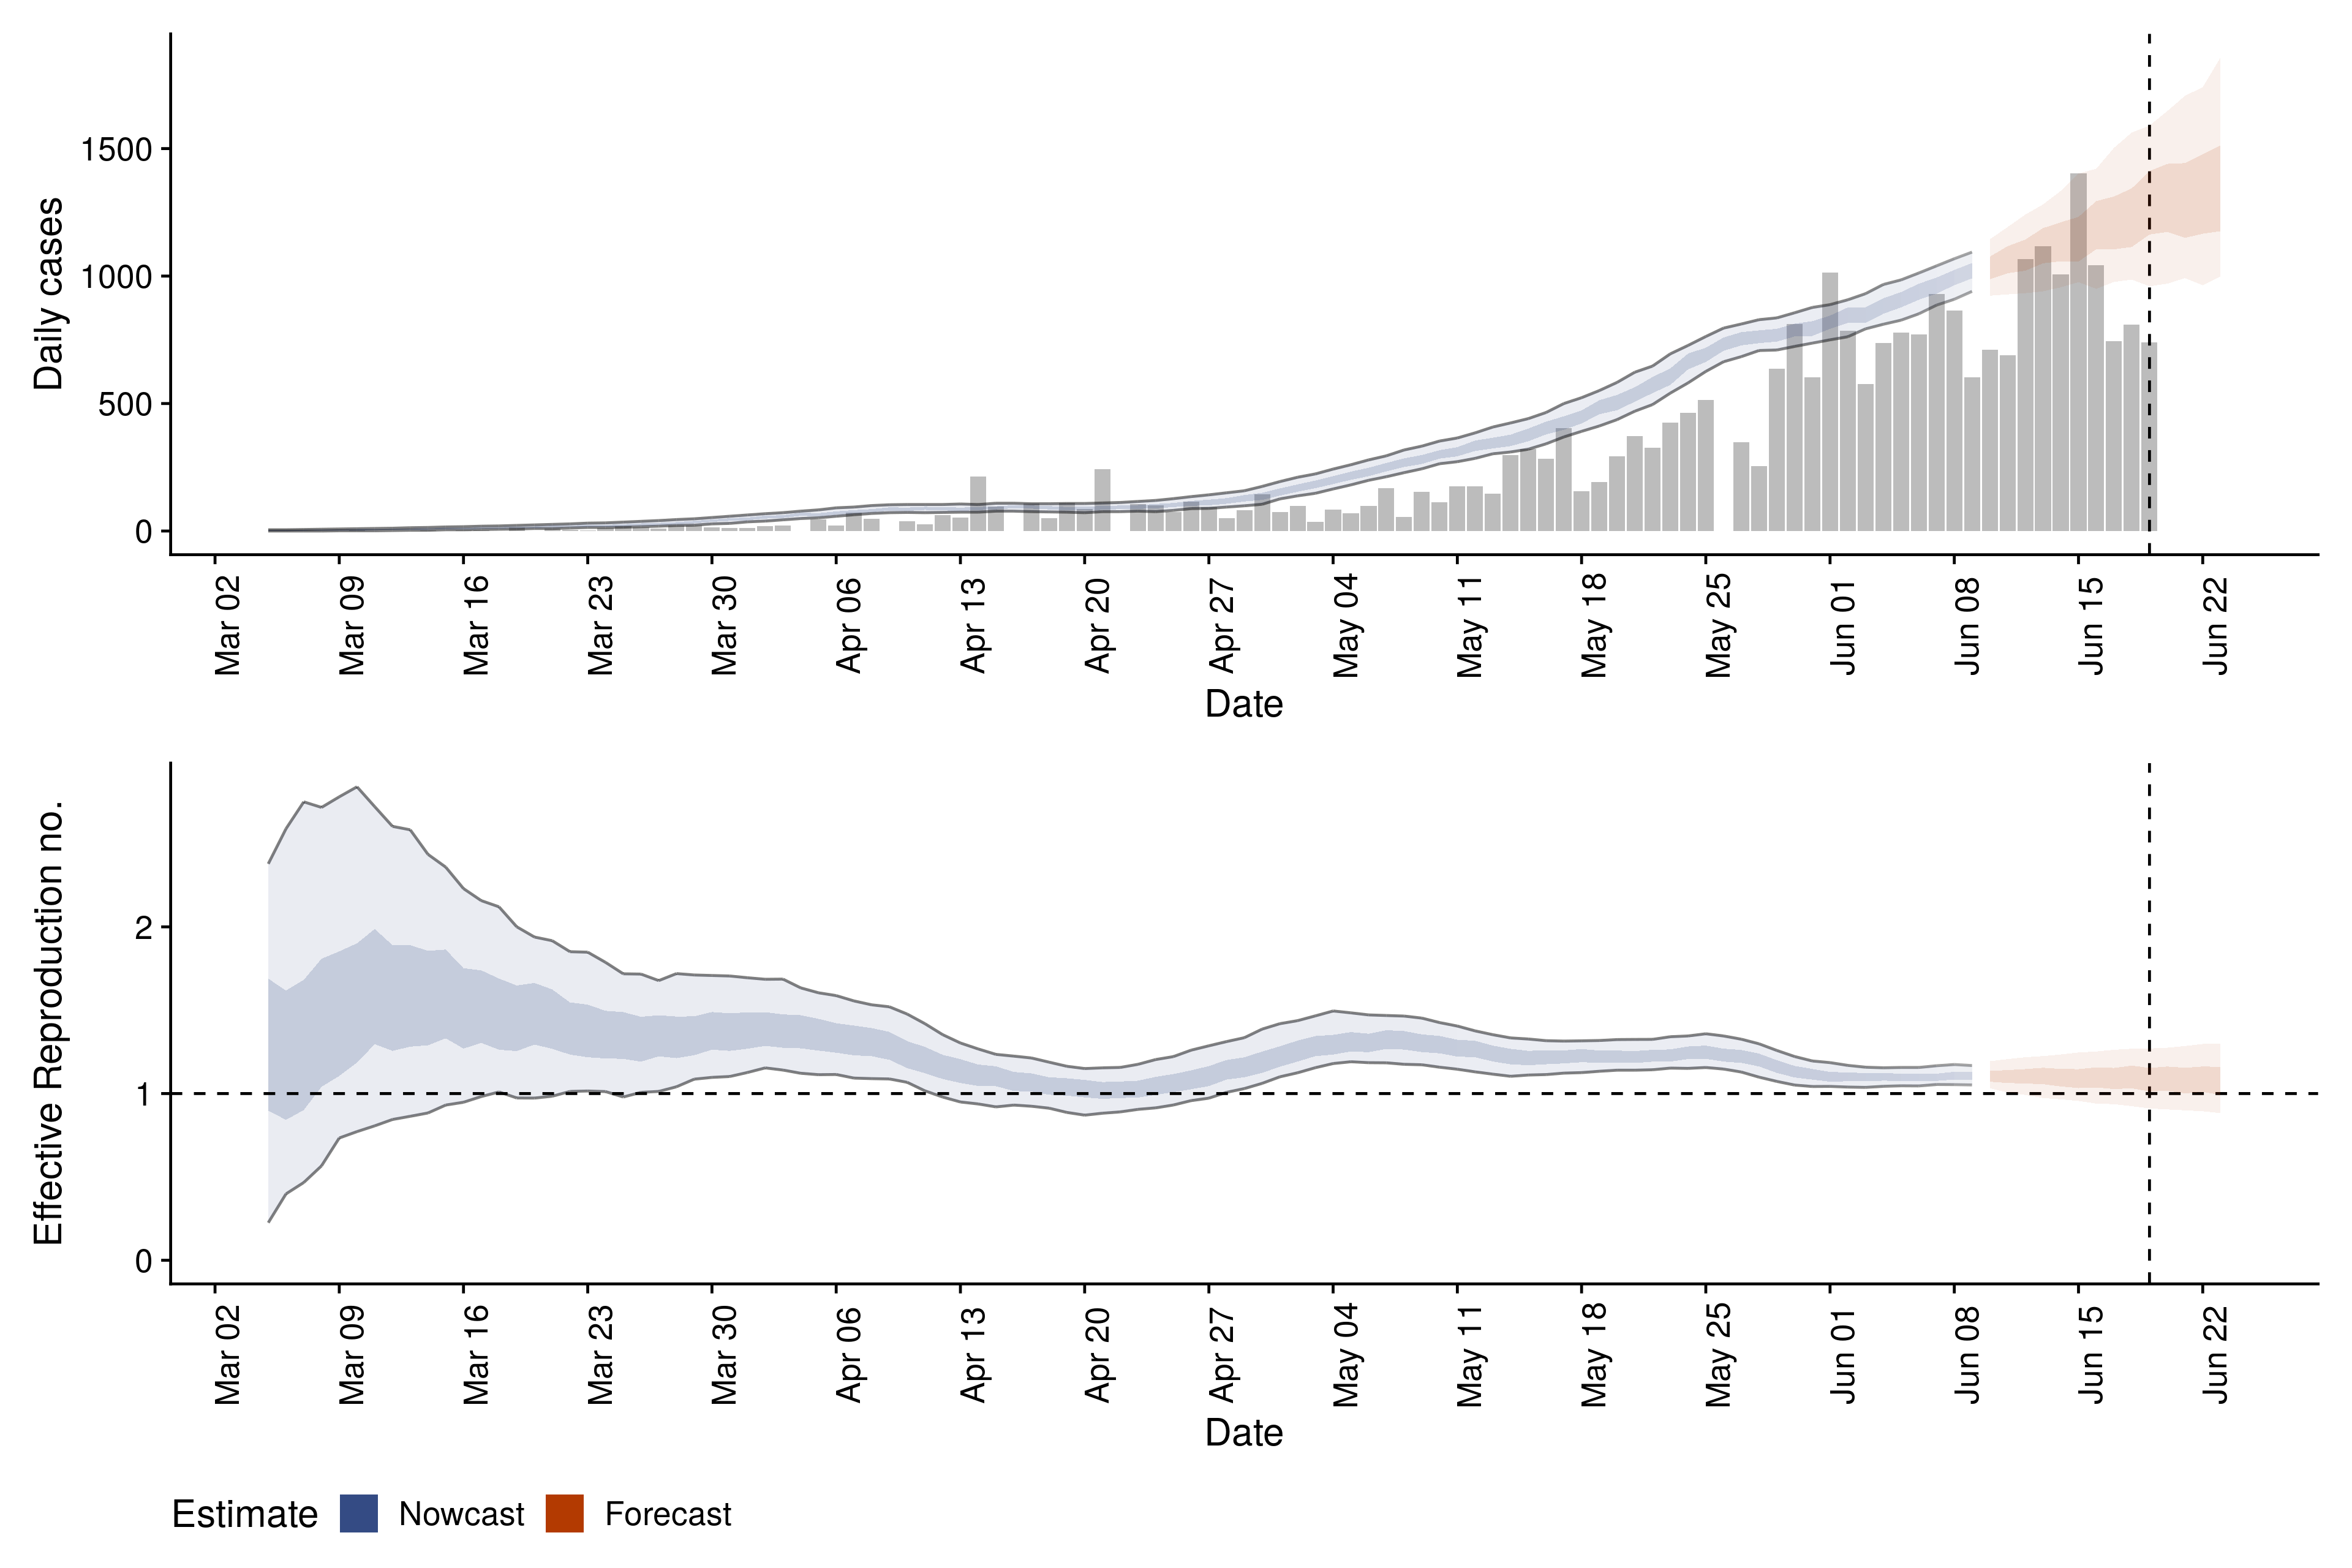 Daily cases
1500
1000
500
0
Mar 02
Mar 09
Mar 16
Mar 23
Mar 30
Apr 06
Apr 13
Apr 20
Apr 27
May 04
May 11
May 18
May 25
Jun 01
Jun 08
Jun 15
Jun 22
Date
Effective Reproduction no.
2
1
0
Mar 02
Mar 09
Mar 16
Mar 23
Mar 30
Apr 06
Apr 13
Apr 20
Apr 27
May 04
May 11
May 18
May 25
Jun 01
Jun 08
Jun 15
Jun 22
Date
Estimate Nowcast Forecast